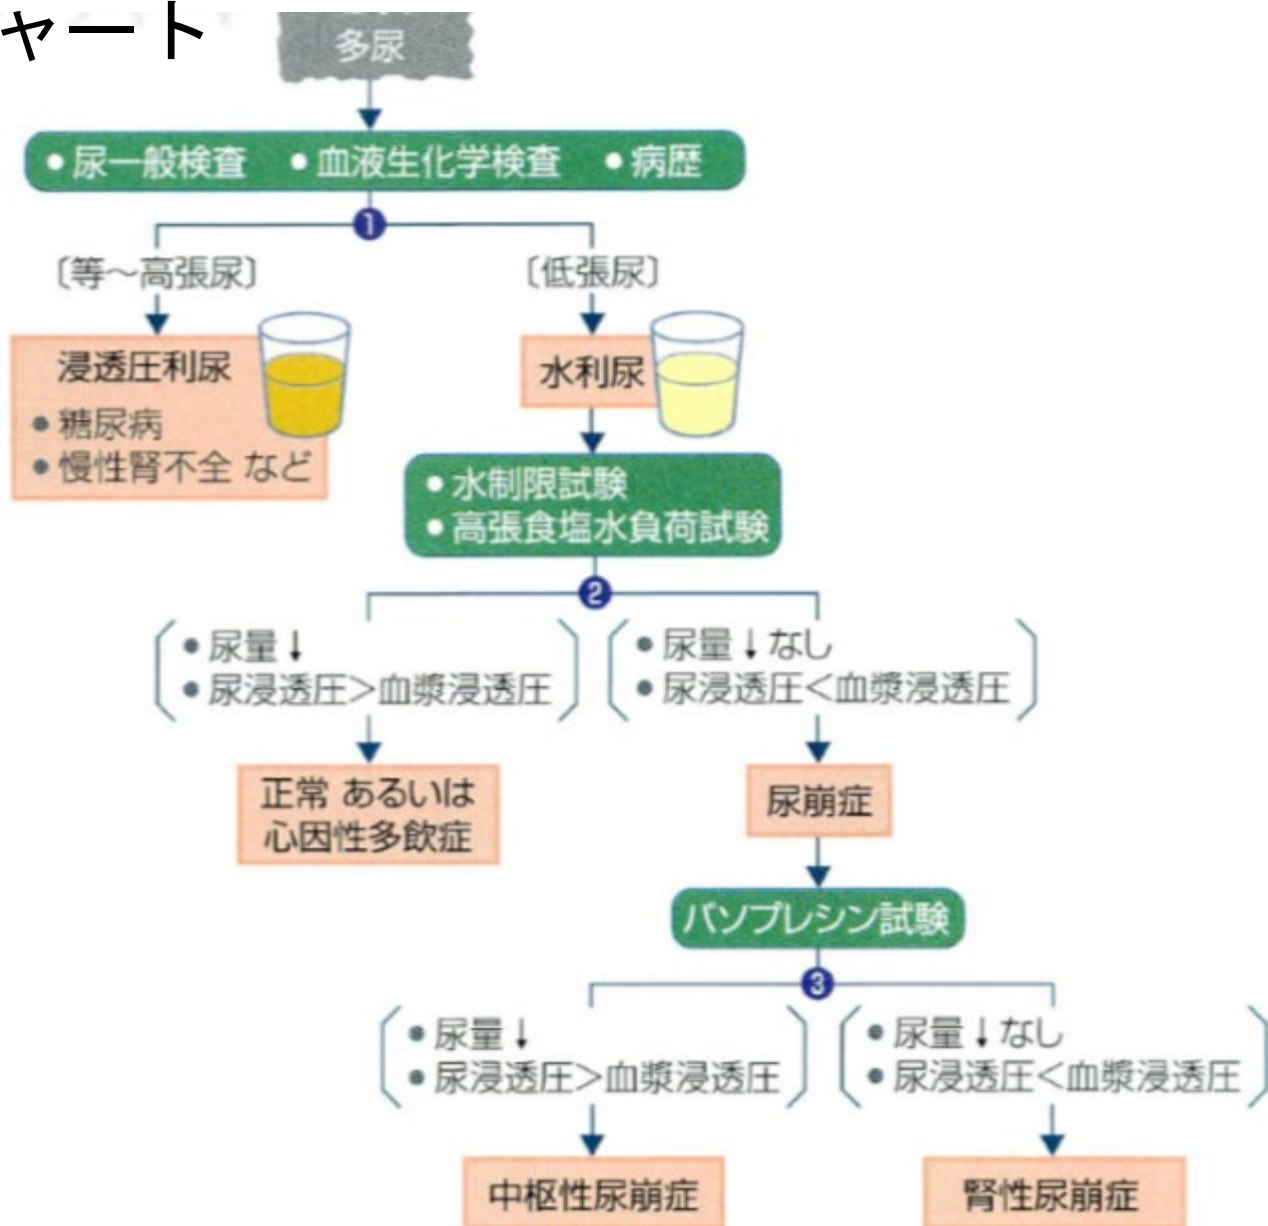 ャート
多尿
●尿一般検査 ●血液生化学検査 ●病歴
1
〔等～高張尿〕
〔低張尿〕
浸透圧利尿
●糖尿病
●慢性腎不全 など
水利尿
●水制限試験
●高張食塩水負荷試験
2
●尿量↓
●尿浸透圧>血漿浸透圧
●尿量↓なし
●尿浸透圧<血漿浸透圧
正常 あるいは
心因性多飲症
尿崩症
バソプレシン試験
3
●尿量↓
●尿浸透圧>血漿浸透圧
●尿量↓なし
●尿浸透圧<血漿浸透圧
中枢性尿崩症
腎性尿崩症